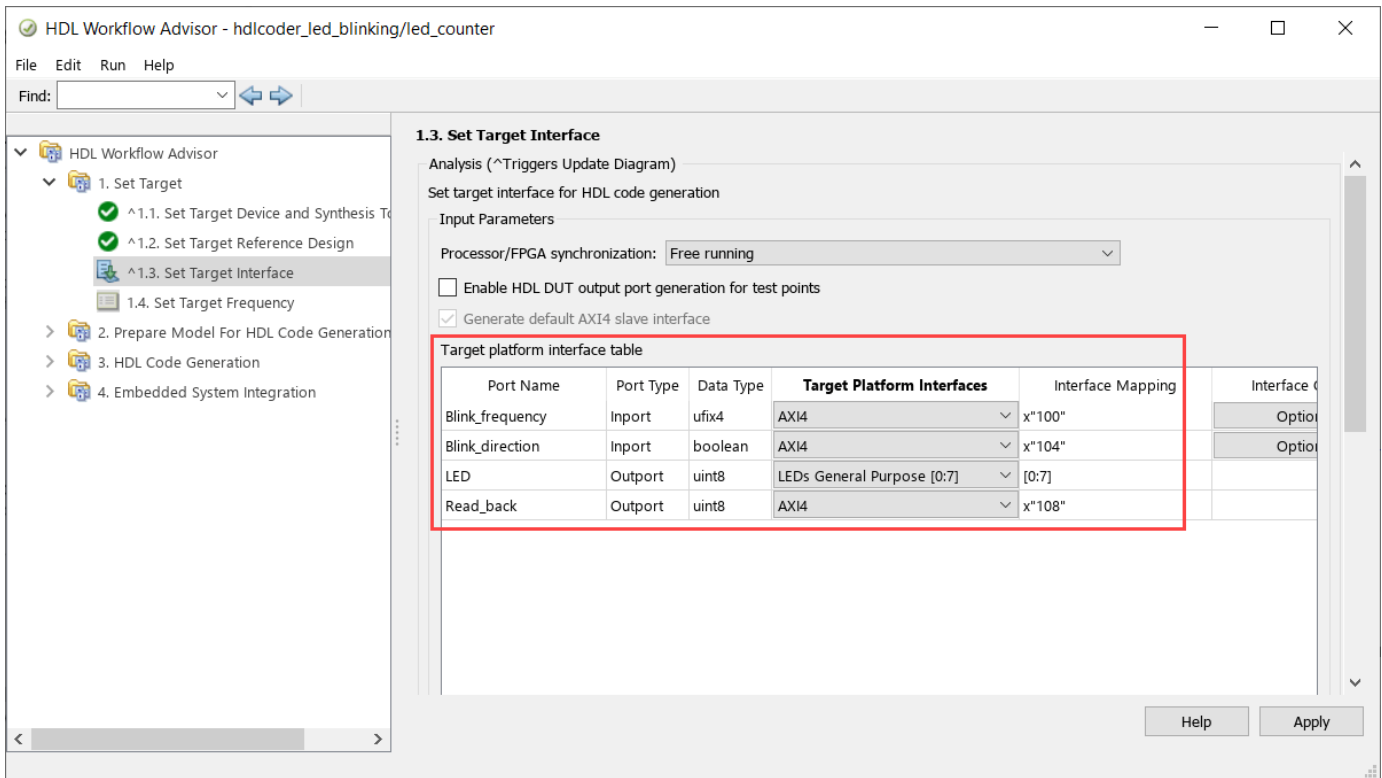 HDL Workflow Advisor - hdlcoder_led_blinking/led_counter
File Edit Run Help
Find:
HDL Workflow Advisor
1. Set Target
^1.1. Set Target Device and Synthesis To
^1.2. Set Target Reference Design
^1.3. Set Target Interface
1.4. Set Target Frequency
2. Prepare Model For HDL Code Generation
3. HDL Code Generation
4. Embedded System Integration
1.3. Set Target Interface
Analysis (^Triggers Update Diagram)
Set target interface for HDL code generation
Input Parameters
Processor/FPGA synchronization: Free running
Enable HDL DUT output port generation for test points
Generate default AXI4 slave interface
Target platform interface table
Port Name Port Type Data Type Target Platform Interfaces Interface Mapping Interface O
Blink_frequency Inport ufix4 AXI4 x"100" Option
Blink_direction Inport boolean AXI4 x"104" Option
LED Outport uint8 LEDs General Purpose [0:7] [0:7]
Read_back Outport uint8 AXI4 x"108"
Help Apply